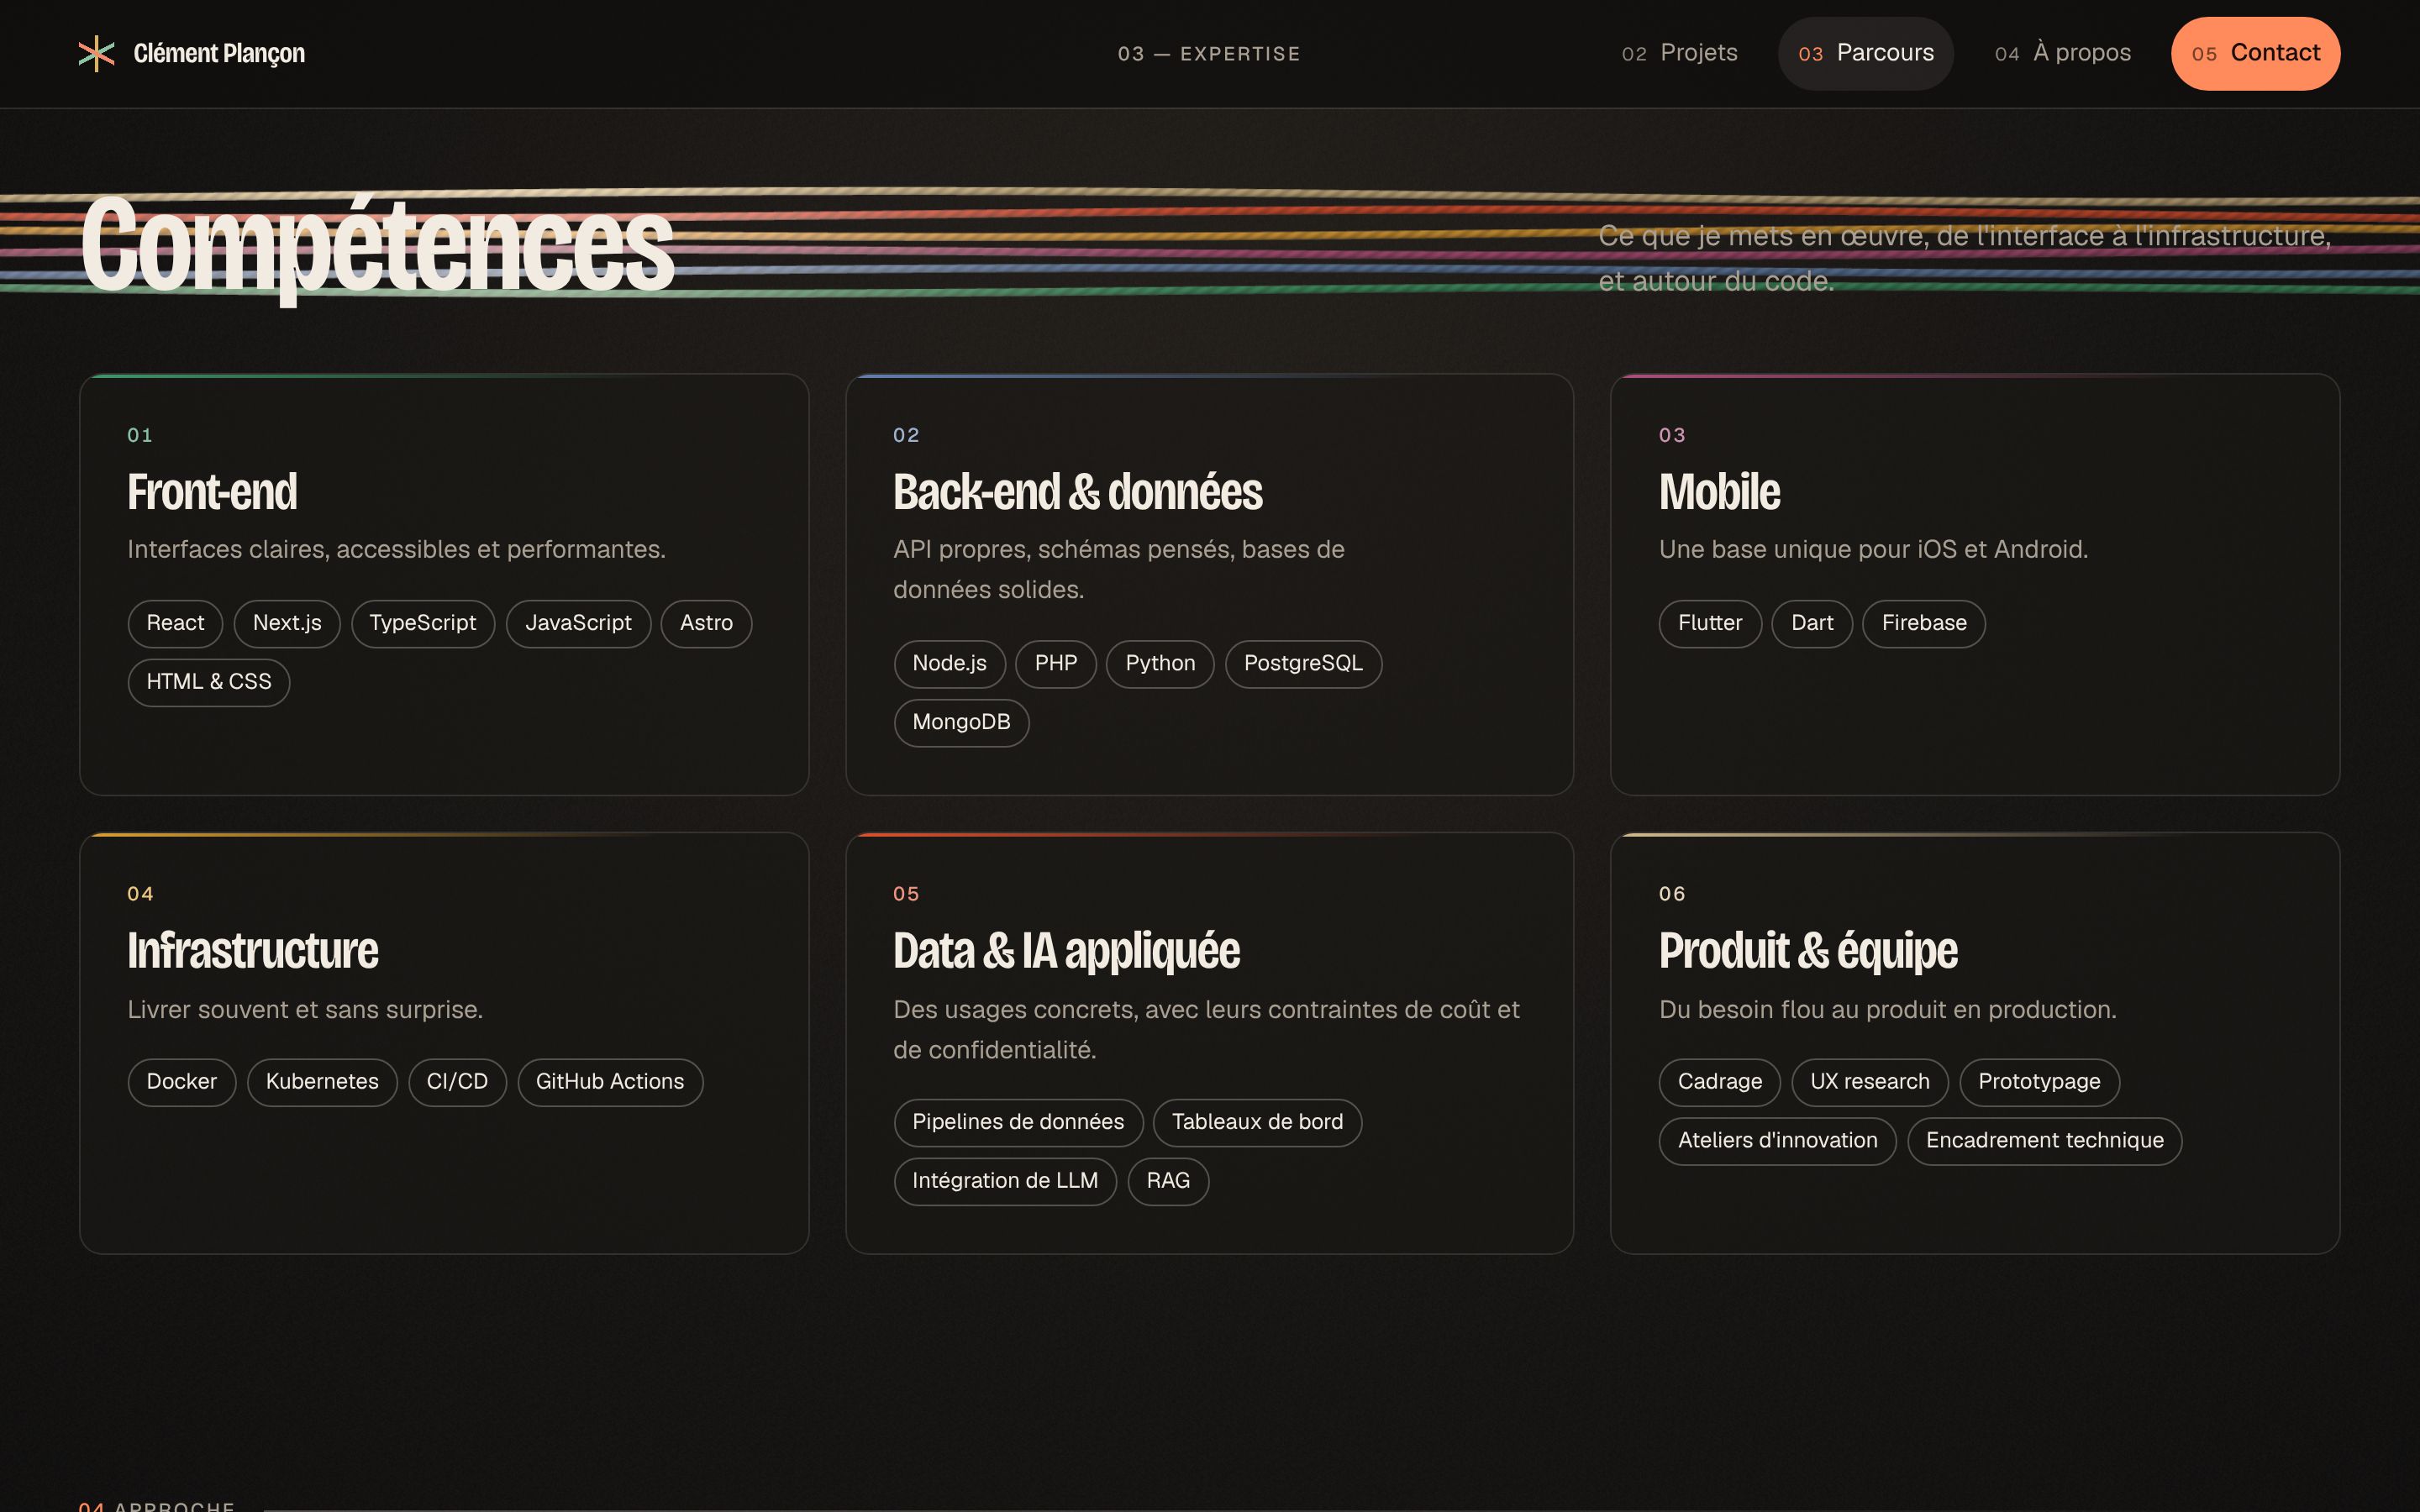 Clément Plançon
03 — EXPERTISE
02 Projets
03 Parcours
04 À propos
05 Contact
Compétences
Ce que je mets en œuvre, de l'interface à l'infrastructure,
et autour du code.
01
Front-end
Interfaces claires, accessibles et performantes.
React Next.js TypeScript JavaScript Astro
HTML & CSS
02
Back-end & données
API propres, schémas pensés, bases de
données solides.
Node.js PHP Python PostgreSQL
MongoDB
03
Mobile
Une base unique pour iOS et Android.
Flutter Dart Firebase
04
Infrastructure
Livrer souvent et sans surprise.
Docker Kubernetes CI/CD GitHub Actions
05
Data & IA appliquée
Des usages concrets, avec leurs contraintes de coût et
de confidentialité.
Pipelines de données Tableaux de bord
Intégration de LLM RAG
06
Produit & équipe
Du besoin flou au produit en production.
Cadrage UX research Prototypage
Ateliers d'innovation Encadrement technique
04 APPROCHE